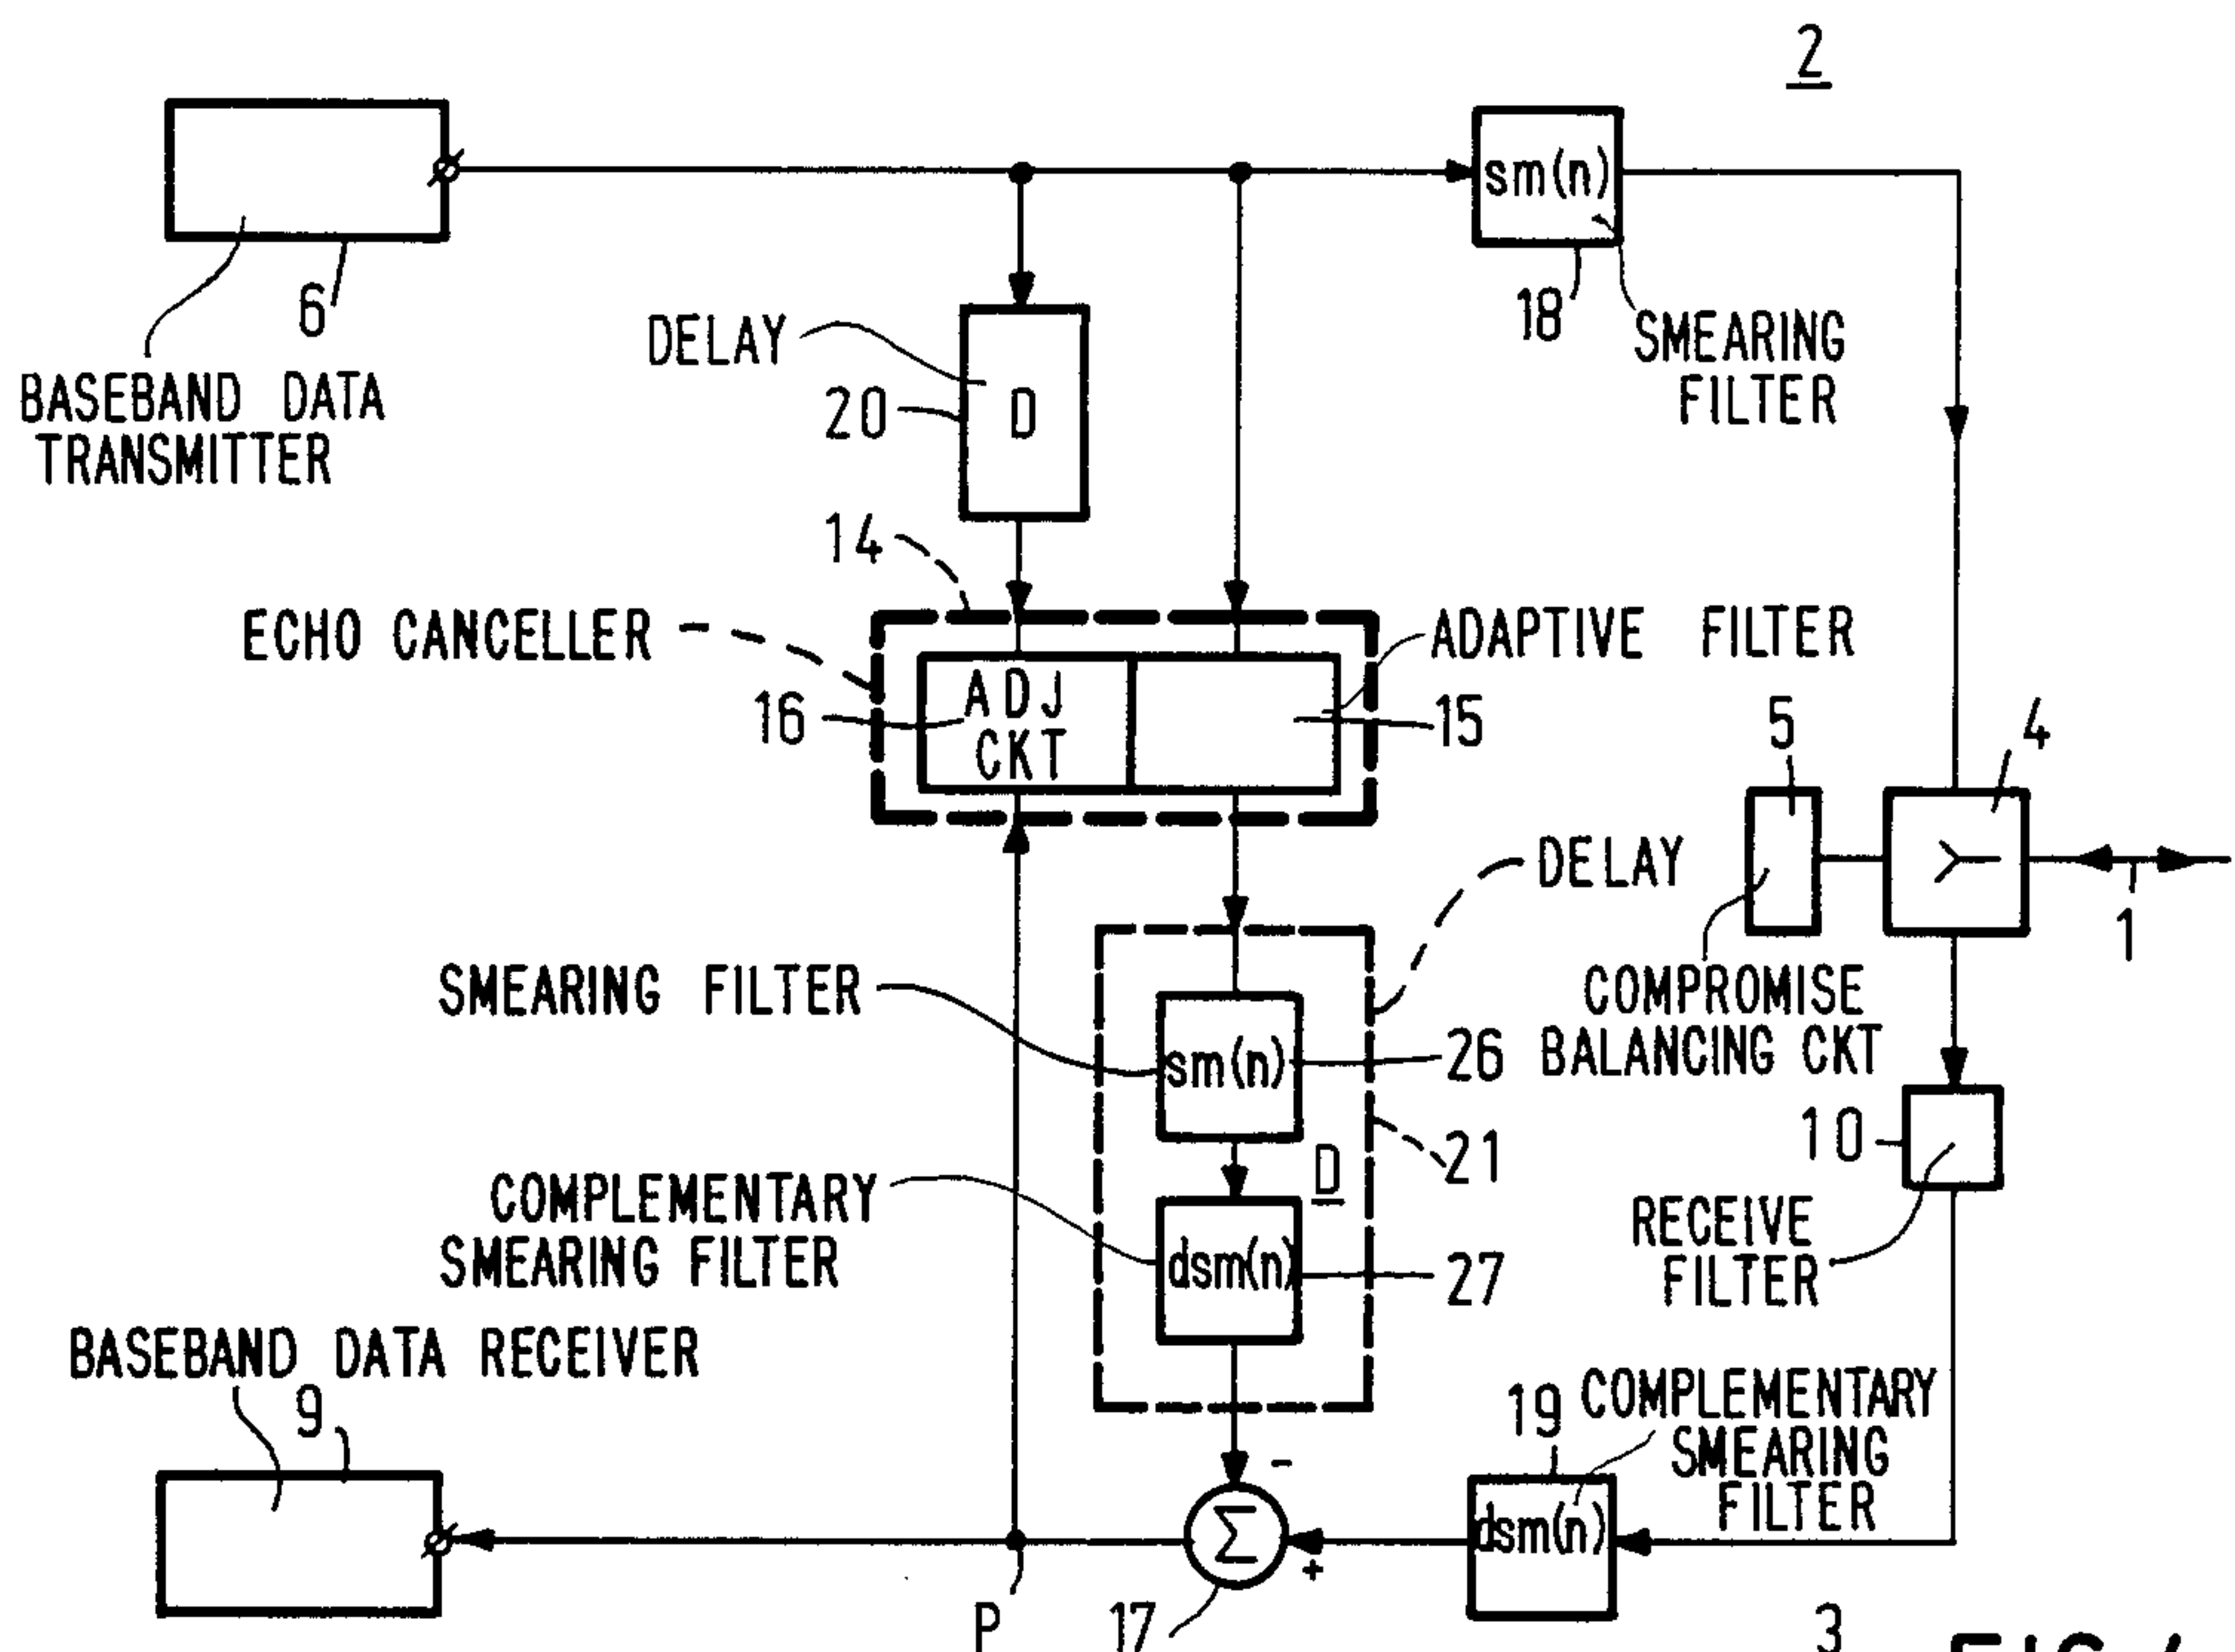 2
sm(n)
6
18
SMEARING
FILTER
BASEBAND DATA
TRANSMITTER
DELAY
20
D
14
ECHO CANCELLER
ADAPTIVE FILTER
16
ADJ
CKT
15
5
4
1
DELAY
COMPROMISE
BALANCING CKT
SMEARING FILTER
sm(n)
26
10
21
D
COMPLEMENTARY
SMEARING FILTER
dsm(n)
27
RECEIVE
FILTER
BASEBAND DATA RECEIVER
9
19
COMPLEMENTARY
SMEARING
FILTER
-
Σ
+
dsm(n)
P
17
3